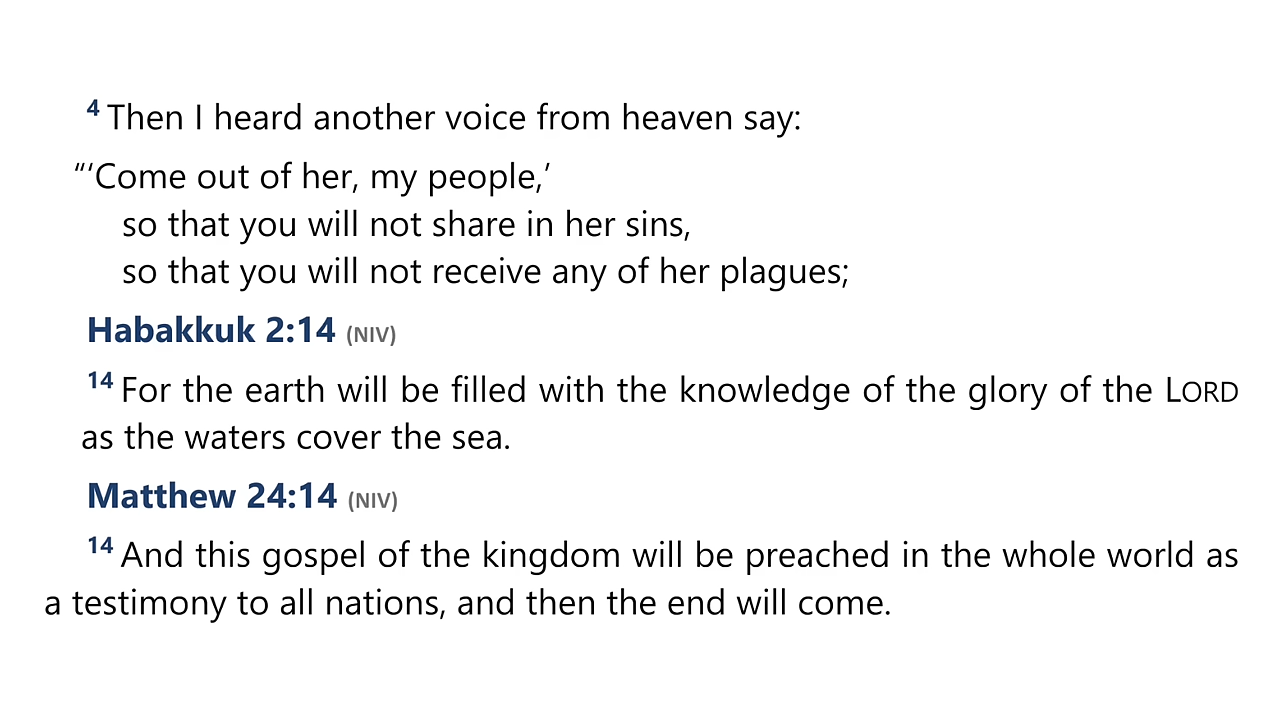 4 Then I heard another voice from heaven say:
“‘Come out of her, my people,’
so that you will not share in her sins,
so that you will not receive any of her plagues;
Habakkuk 2:14 (NIV)
14 For the earth will be filled with the knowledge of the glory of the LORD
as the waters cover the sea.
Matthew 24:14 (NIV)
14 And this gospel of the kingdom will be preached in the whole world as
a testimony to all nations, and then the end will come.